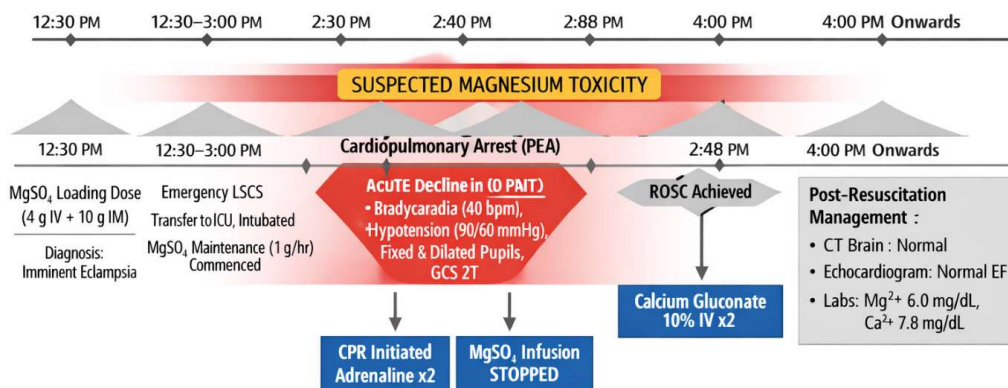 12:30 PM
12:30–3:00 PM
2:30 PM
2:40 PM
2:88 PM
4:00 PM
4:00 PM Onwards
SUSPECTED MAGNESIUM TOXICITY
Cardiopulmonary Arrest (PEA)
12:30 PM
12:30–3:00 PM
2:48 PM
4:00 PM Onwards
MgSO₄ Loading Dose
(4 g IV + 10 g IM)
Diagnosis:
Imminent Eclampsia
Emergency LSCS
Transfer to ICU, Intubated
MgSO₄ Maintenance (1 g/hr)
Commenced
AcUTE Decline in (O PAIT)
• Bradycaradia (40 bpm),
•Hypotension (90/60 mmHg),
Fixed & Dilated Pupils,
GCS 2T
CPR Initiated
Adrenaline x2
MgSO₄ Infusion
STOPPED
ROSC Achieved
Calcium Gluconate
10% IV x2
Post-Resuscitation
Management :
• CT Brain : Normal
• Echocardiogram: Normal EF
• Labs: Mg²⁺ 6.0 mg/dL,
Ca²⁺ 7.8 mg/dL